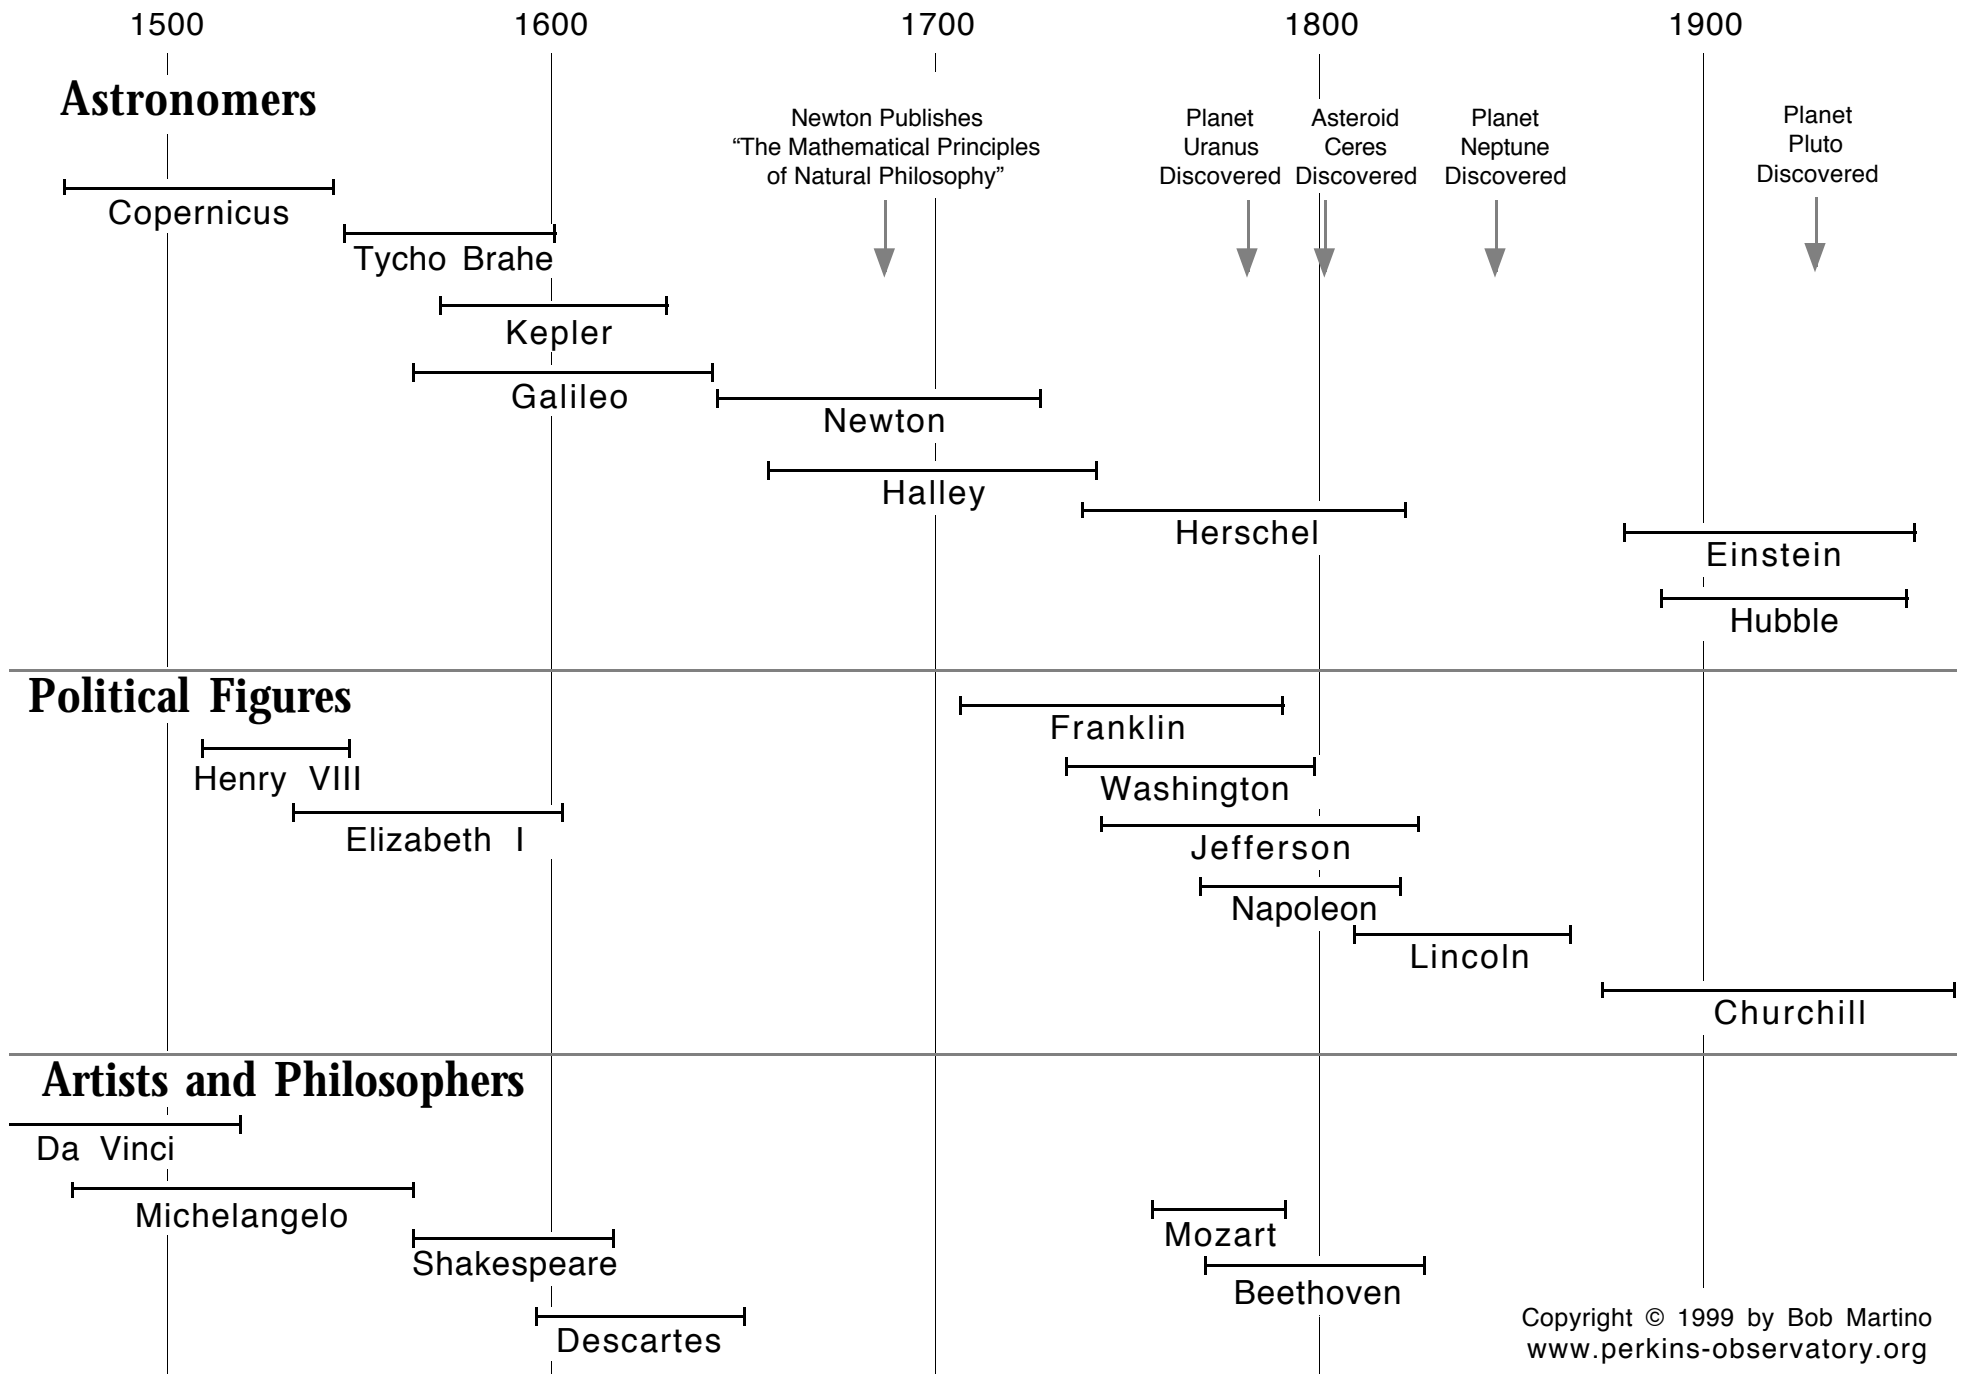 1500 1600 1700 1800 1900
Astronomers
Newton Publishes
“The Mathematical Principles
of Natural Philosophy”
Planet
Uranus
Discovered
Asteroid
Ceres
Discovered
Planet
Neptune
Discovered
Planet
Pluto
Discovered
Copernicus
Tycho Brahe
Kepler
Galileo
Newton
Halley
Herschel
Einstein
Hubble
Political Figures
Franklin
Henry VIII
Washington
Elizabeth I
Jefferson
Napoleon
Lincoln
Churchill
Artists and Philosophers
Da Vinci
Michelangelo
Mozart
Shakespeare
Beethoven
Descartes
Copyright © 1999 by Bob Martino
www.perkins-observatory.org